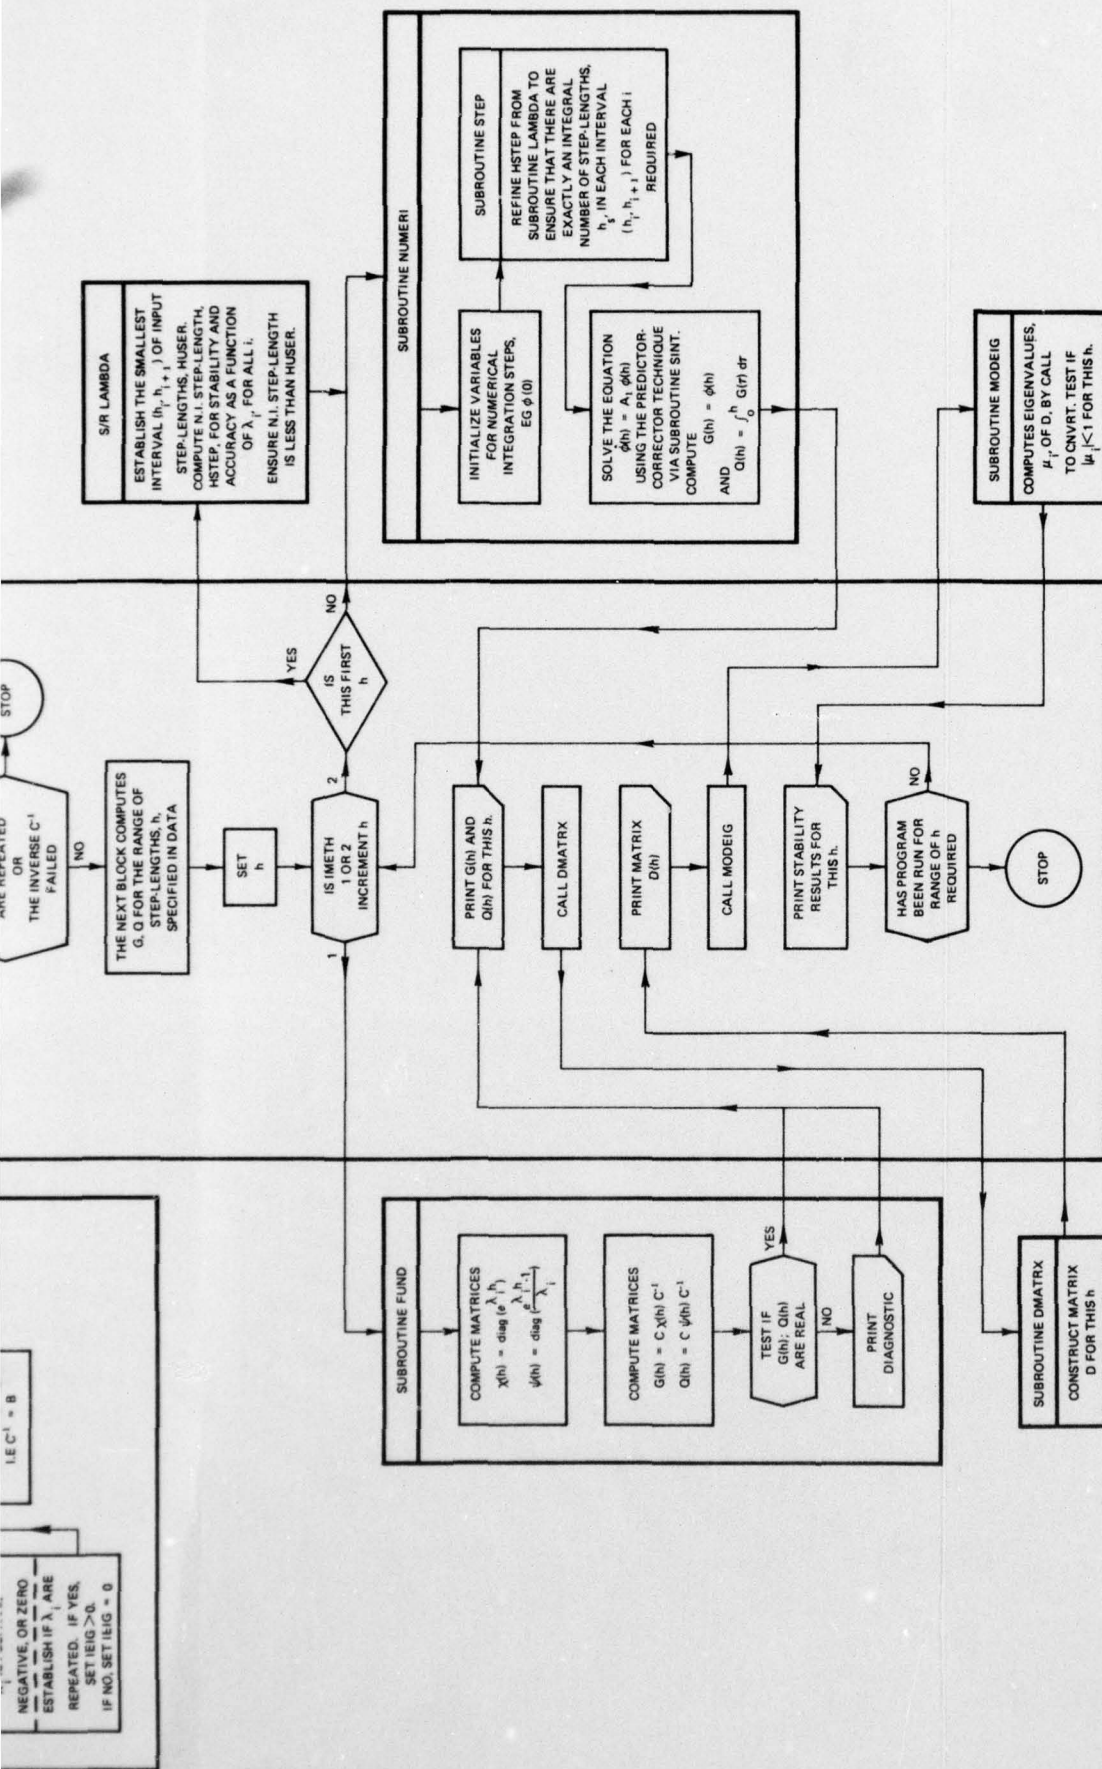 NEGATIVE, OR ZERO
ESTABLISH IF λi ARE
REPEATED. IF YES,
SET IEIG >0.
IF NO, SET IEIG = 0
I.E C⁻¹ = B
ARE REPEATED
OR
THE INVERSE C⁻¹
FAILED
STOP
NO
THE NEXT BLOCK COMPUTES
G, Q FOR THE RANGE OF
STEP-LENGTHS, h,
SPECIFIED IN DATA
SET
h
IS IMETH
1 OR 2
INCREMENT h
1
2
IS
THIS FIRST
h
YES
NO
S/R LAMBDA
ESTABLISH THE SMALLEST
INTERVAL (hi, hi+1) OF INPUT
STEP-LENGTHS, HUSER.
COMPUTE N.I. STEP-LENGTH,
HSTEP, FOR STABILITY AND
ACCURACY AS A FUNCTION
OF λi, FOR ALL i.
ENSURE N.I. STEP-LENGTH
IS LESS THAN HUSER.
SUBROUTINE FUND
COMPUTE MATRICES
χ(h) = diag (e^λih)
ψ(h) = diag (e^λih-1/λi)
COMPUTE MATRICES
G(h) = C χ(h) C⁻¹
Q(h) = C ψ(h) C⁻¹
TEST IF
G(h); Q(h)
ARE REAL
YES
NO
PRINT
DIAGNOSTIC
PRINT G(h) AND
Q(h) FOR THIS h.
CALL DMATRX
PRINT MATRIX
D(h)
CALL MODEIG
PRINT STABILITY
RESULTS FOR
THIS h.
HAS PROGRAM
BEEN RUN FOR
RANGE OF h
REQUIRED
NO
STOP
SUBROUTINE NUMERI
INITIALIZE VARIABLES
FOR NUMERICAL
INTEGRATION STEPS,
EG φ (0)
SUBROUTINE STEP
REFINE HSTEP FROM
SUBROUTINE LAMBDA TO
ENSURE THAT THERE ARE
EXACTLY AN INTEGRAL
NUMBER OF STEP-LENGTHS,
hs, IN EACH INTERVAL
(hi, hi+1) FOR EACH i
REQUIRED
SOLVE THE EQUATION
φ̇(h) = A₁ φ(h)
USING THE PREDICTOR-
CORRECTOR TECHNIQUE
VIA SUBROUTINE SINT.
COMPUTE
G(h) = φ(h)
AND
Q(h) = ∫₀ʰ G(τ) dτ
SUBROUTINE DMATRX
CONSTRUCT MATRIX
D FOR THIS h
SUBROUTINE MODEIG
COMPUTES EIGENVALUES,
μi, OF D, BY CALL
TO CNVRT. TEST IF
|μi|<1 FOR THIS h.